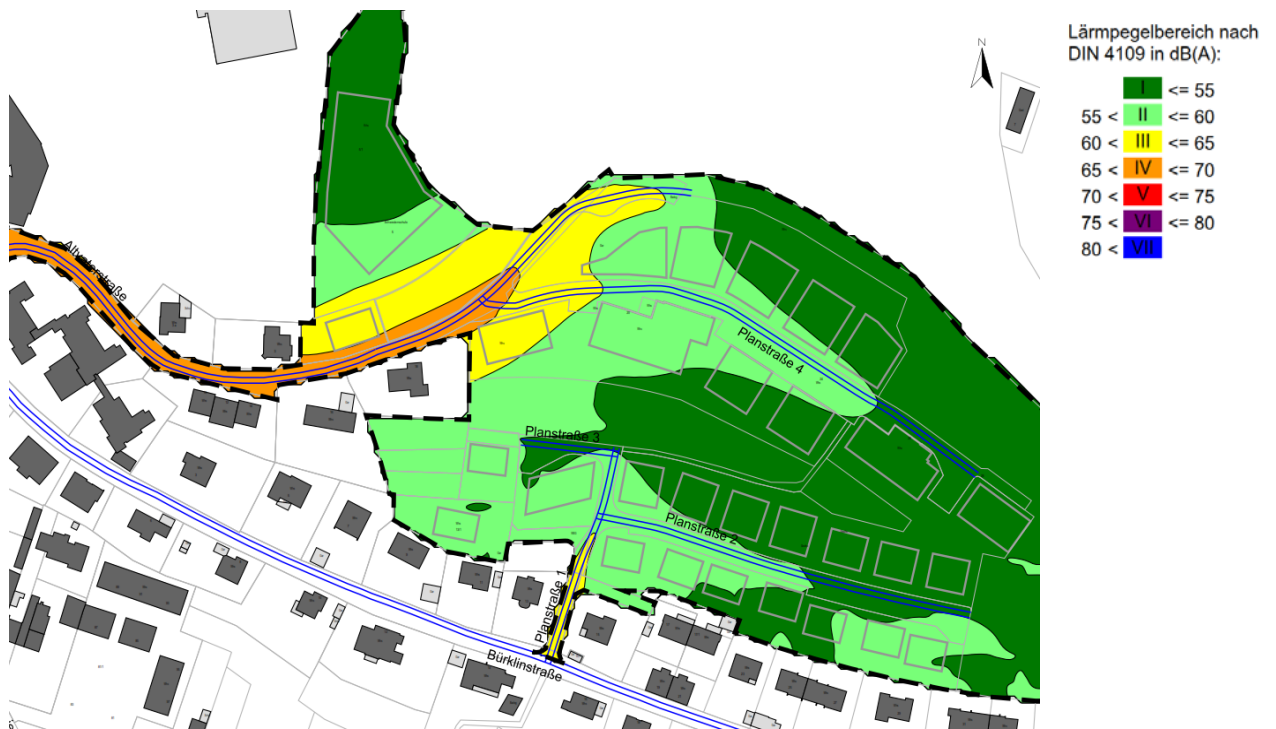 Lärmpegelbereich nach
DIN 4109 in dB(A):
I <= 55
55 < II <= 60
60 < III <= 65
65 < IV <= 70
70 < V <= 75
75 < VI <= 80
80 < VII
N
Altvaterstraße
Planstraße 4
Planstraße 3
Planstraße 2
Planstraße 1
Bürklinstraße